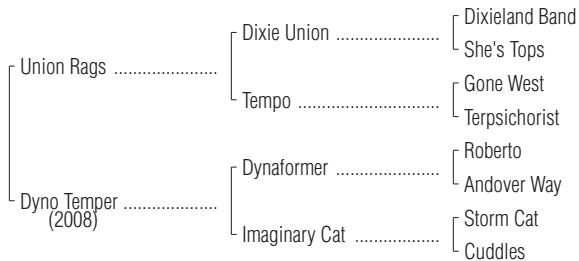 Dixieland Band
Dixie Union ....................
She's Tops
Union Rags ....................
Gone West
Tempo ...........................
Terpsichorist
Roberto
Dynaformer ....................
Andover Way
Dyno Temper ..................
(2008)
Storm Cat
Imaginary Cat ................
Cuddles